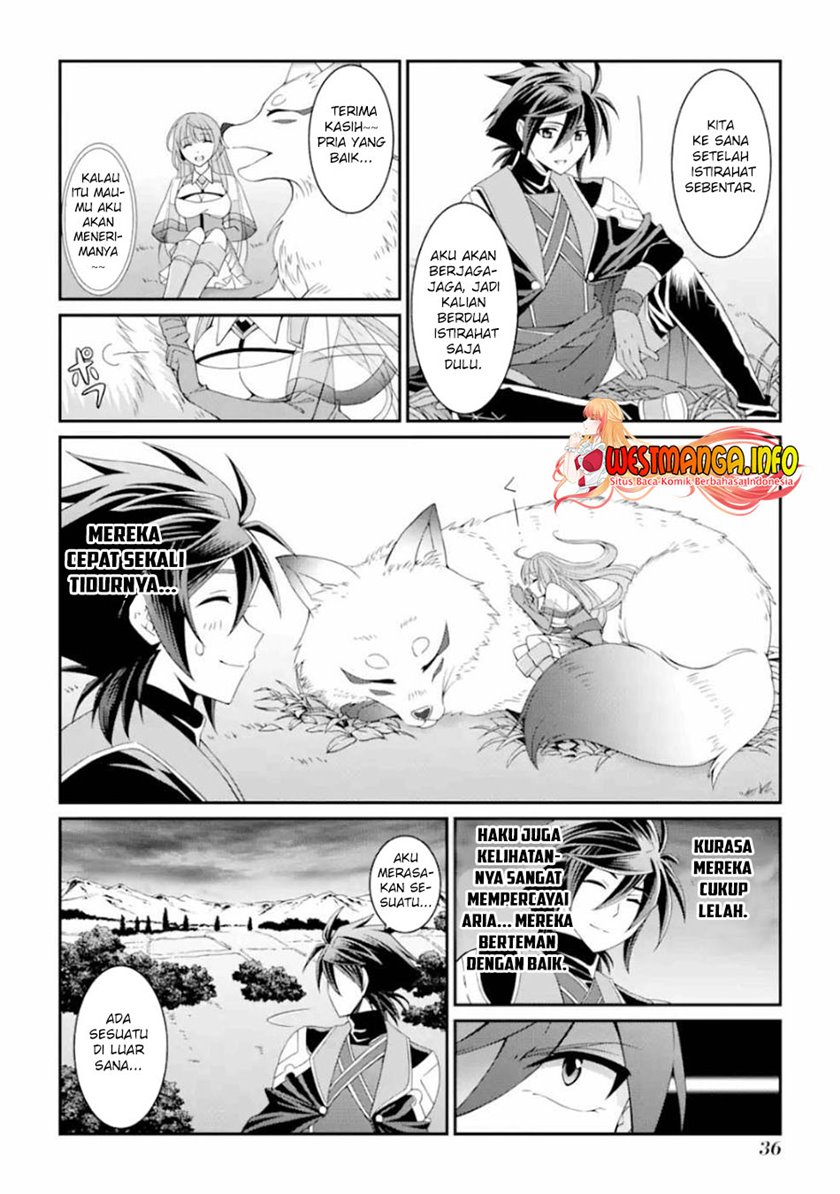 KITA
KE SANA
SETELAH
ISTIRAHAT
SEBENTAR.
AKU AKAN
BERJAGA-
JAGA, JADI
KALIAN
BERDUA
ISTIRAHAT
SAJA
DULU.
TERIMA
KASIH~~
PRIA YANG
BAIK...
KALAU
ITU MAU-
MU AKU
AKAN
MENERI-
MANYA
~~
ポフ
WESTMANGA.INFO
Situs Baca Komik Berbahasa Indonesia
MEREKA
CEPAT SEKALI
TIDURNYA...
KURASA
MEREKA
CUKUP
LELAH.
HAKU JUGA
KELIHATAN-
NYA SANGAT
MEMPERCAYAI
ARIA... MEREKA
BERTEMAN
DENGAN BAIK.
AKU
MERASA-
KAN SE-
SUATU...
ADA
SESUATU
DI LUAR
SANA...
36